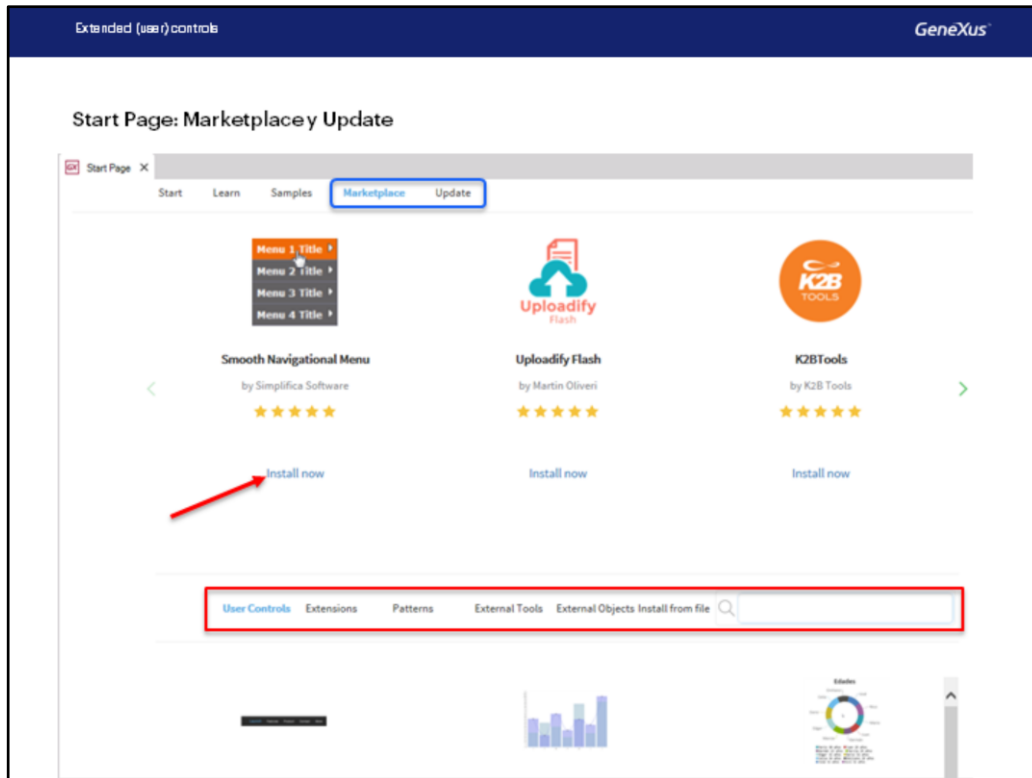 Extended (user) controls
GeneXus
Start Page: Marketplace y Update
GX Start Page X
Start Learn Samples Marketplace Update
Menu 1 Title
Menu 2 Title
Menu 3 Title
Menu 4 Title
Uploadify
Flash
K2B
TOOLS
Smooth Navigational Menu
by Simplifica Software
Install now
Uploadify Flash
by Martin Oliveri
Install now
K2BTools
by K2B Tools
Install now
User Controls Extensions Patterns External Tools External Objects Install from file
Edades